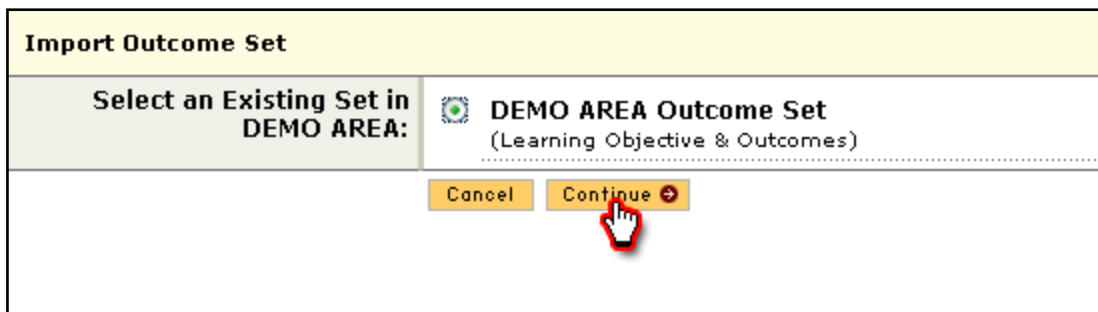 Import Outcome Set
Select an Existing Set in
DEMO AREA:
DEMO AREA Outcome Set
(Learning Objective & Outcomes)
Cancel
Continue